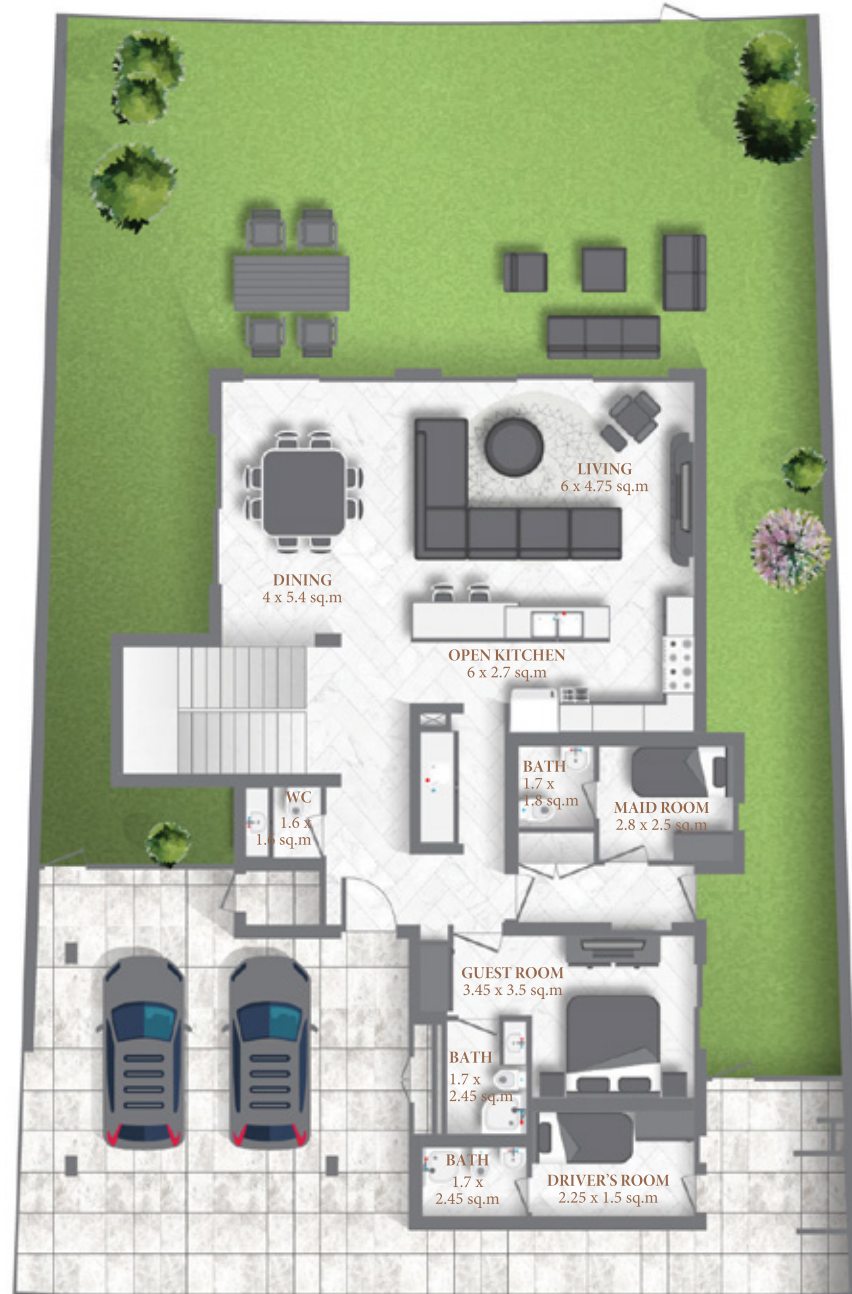 LIVING
6 x 4.75 sq.m
DINING
4 x 5.4 sq.m
OPEN KITCHEN
6 x 2.7 sq.m
BATH
1.7 x
1.8 sq.m
MAID ROOM
2.8 x 2.5 sq.m
WC
1.6 x
1.6 sq.m
GUEST ROOM
3.45 x 3.5 sq.m
BATH
1.7 x
2.45 sq.m
BATH
1.7 x
2.45 sq.m
DRIVER'S ROOM
2.25 x 1.5 sq.m